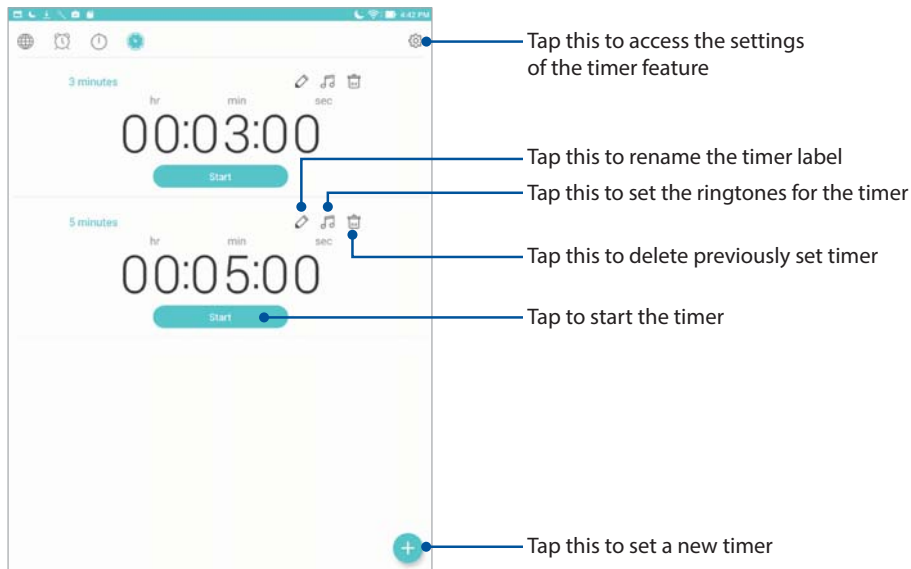 4:42 PM
Tap this to access the settings
of the timer feature
3 minutes
hr min sec
00:03:00
Start
Tap this to rename the timer label
Tap this to set the ringtones for the timer
5 minutes
hr min sec
00:05:00
Tap this to delete previously set timer
Start
Tap to start the timer
Tap this to set a new timer